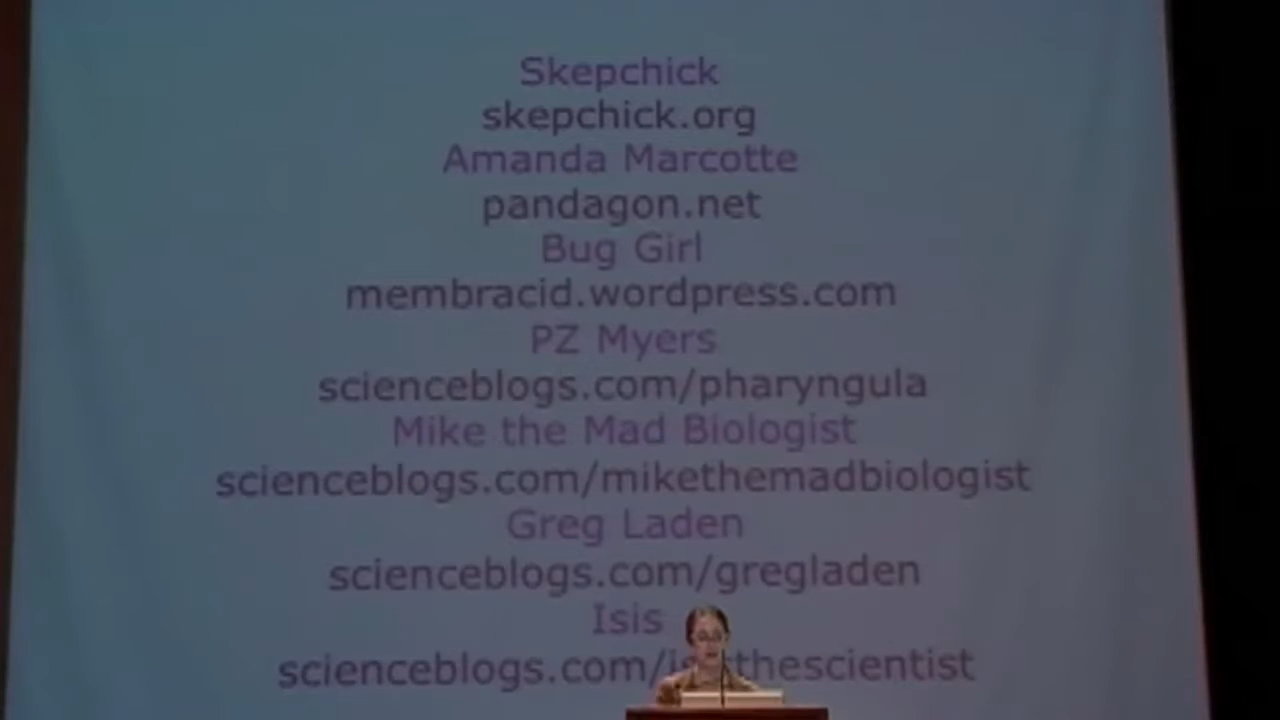 Skepchick
skepchick.org
Amanda Marcotte
pandagon.net
Bug Girl
membracid.wordpress.com
PZ Myers
scienceblogs.com/pharyngula
Mike the Mad Biologist
scienceblogs.com/mikethemadbiologist
Greg Laden
scienceblogs.com/gregladen
Isis
scienceblogs.com/isisthescientist